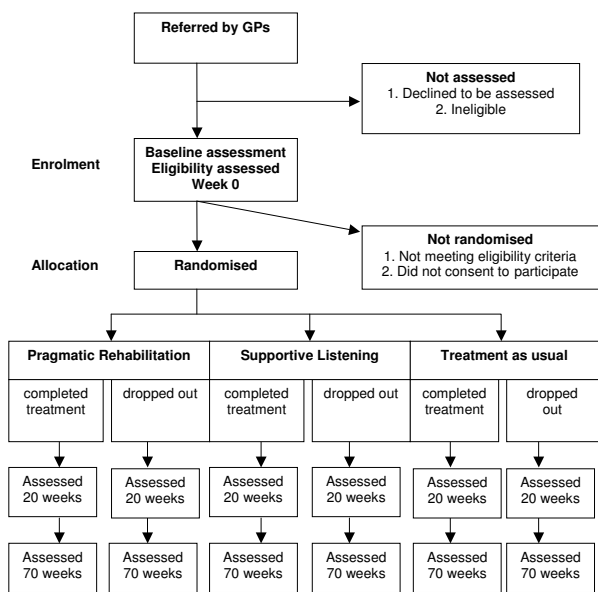 Referred by GPs
Not assessed
1. Declined to be assessed
2. Ineligible
Enrolment
Baseline assessment
Eligibility assessed
Week 0
Not randomised
1. Not meeting eligibility criteria
2. Did not consent to participate
Allocation
Randomised
Pragmatic Rehabilitation
Supportive Listening
Treatment as usual
completed
treatment
dropped out
completed
treatment
dropped out
completed
treatment
dropped
out
Assessed
20 weeks
Assessed
20 weeks
Assessed
20 weeks
Assessed
20 weeks
Assessed
20 weeks
Assessed
20 weeks
Assessed
70 weeks
Assessed
70 weeks
Assessed
70 weeks
Assessed
70 weeks
Assessed
70 weeks
Assessed
70 weeks